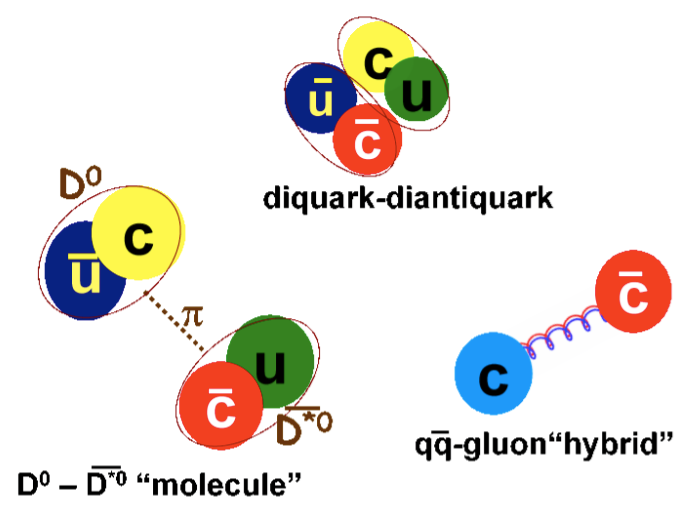 c
u̅
u
c̅
diquark-diantiquark
D⁰
c
u̅
π
u
c̅
D̅*̅⁰
D⁰ – D̅*̅⁰ “molecule”
c̅
c
qq̅-gluon“hybrid”